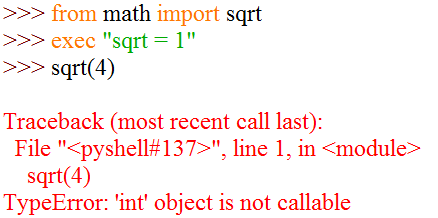 >>> from math import sqrt
>>> exec "sqrt = 1"
>>> sqrt(4)
Traceback (most recent call last):
File "<pyshell#137>", line 1, in <module>
sqrt(4)
TypeError: 'int' object is not callable